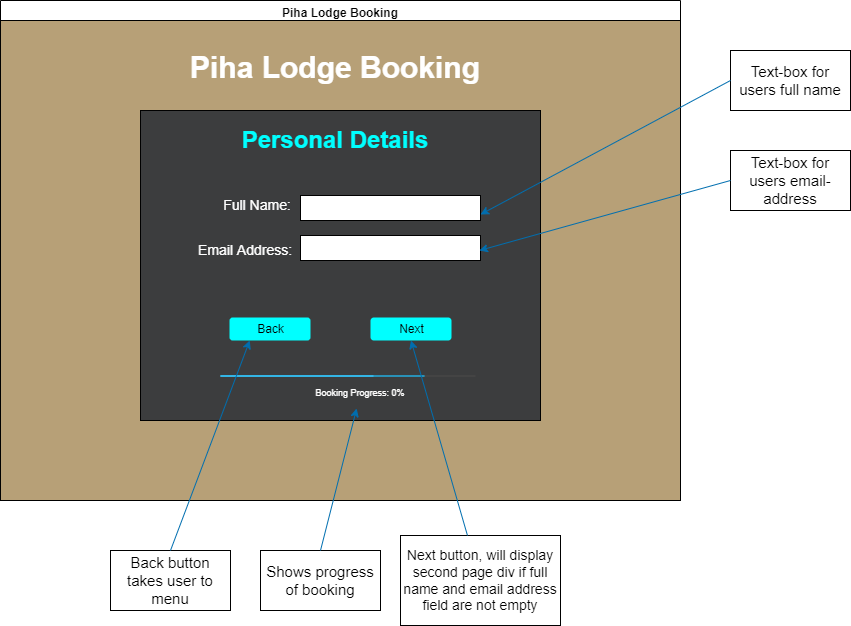 Piha Lodge Booking
Piha Lodge Booking
Personal Details
Full Name:
Email Address:
Back
Next
Booking Progress: 0%
Text-box for
users full name
Text-box for
users email-
address
Back button
takes user to
menu
Shows progress
of booking
Next button, will display
second page div if full
name and email address
field are not empty